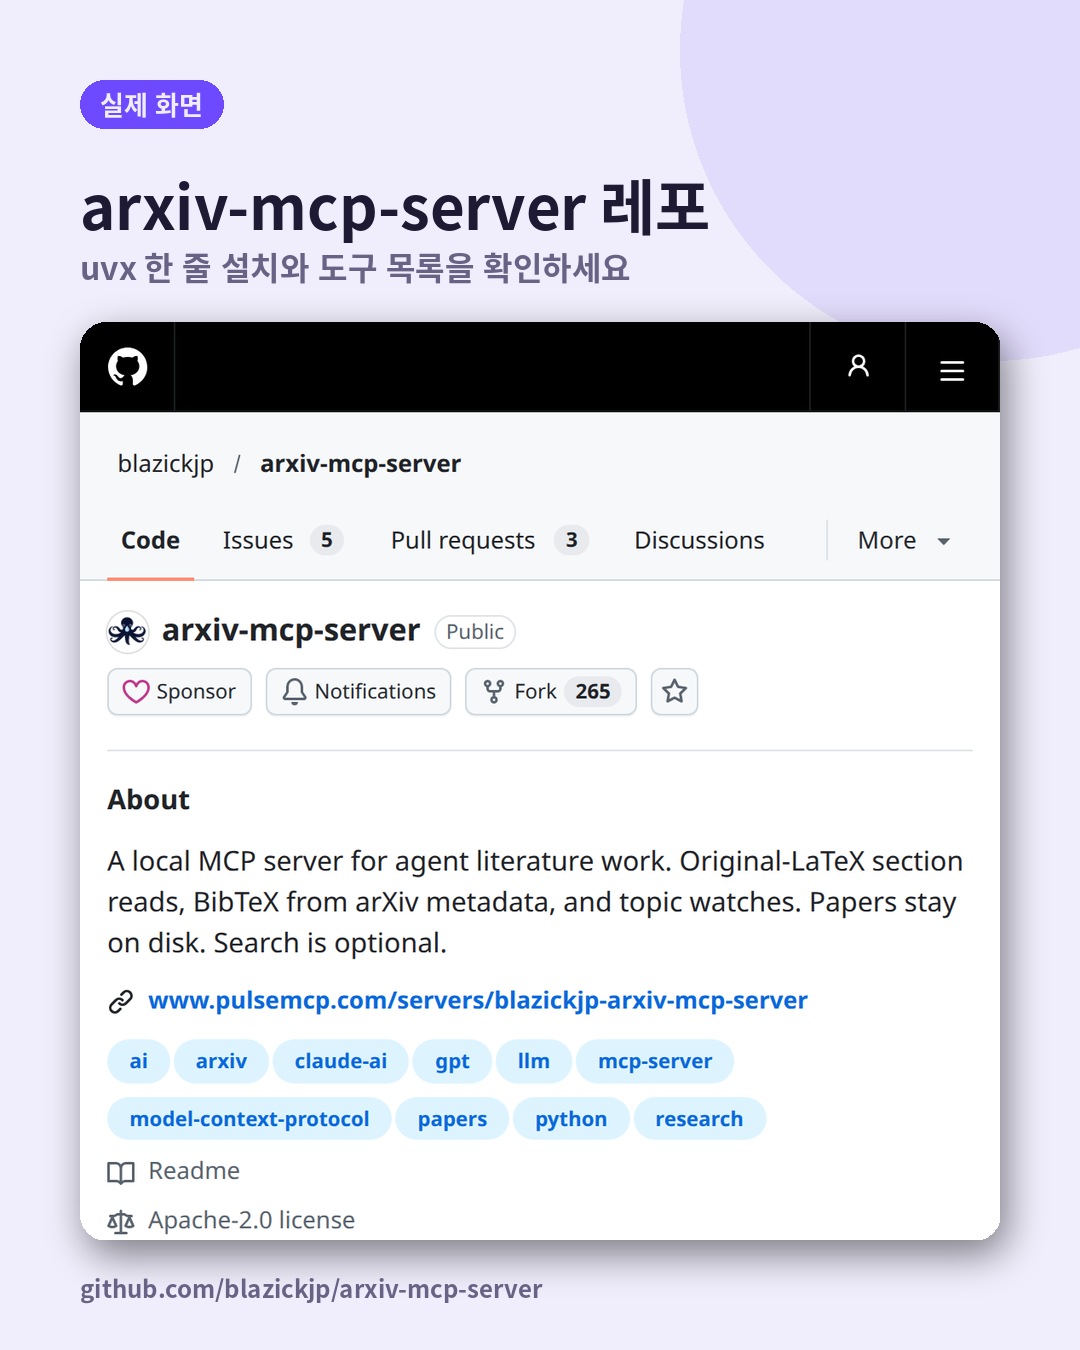 실제 화면
arxiv-mcp-server 레포
uvx 한 줄 설치와 도구 목록을 확인하세요
blazickjp / arxiv-mcp-server
Code Issues 5 Pull requests 3 Discussions More
arxiv-mcp-server Public
Sponsor Notifications Fork 265
About
A local MCP server for agent literature work. Original-LaTeX section
reads, BibTeX from arXiv metadata, and topic watches. Papers stay
on disk. Search is optional.
www.pulsemcp.com/servers/blazickjp-arxiv-mcp-server
ai arxiv claude-ai gpt llm mcp-server
model-context-protocol papers python research
Readme
Apache-2.0 license
github.com/blazickjp/arxiv-mcp-server